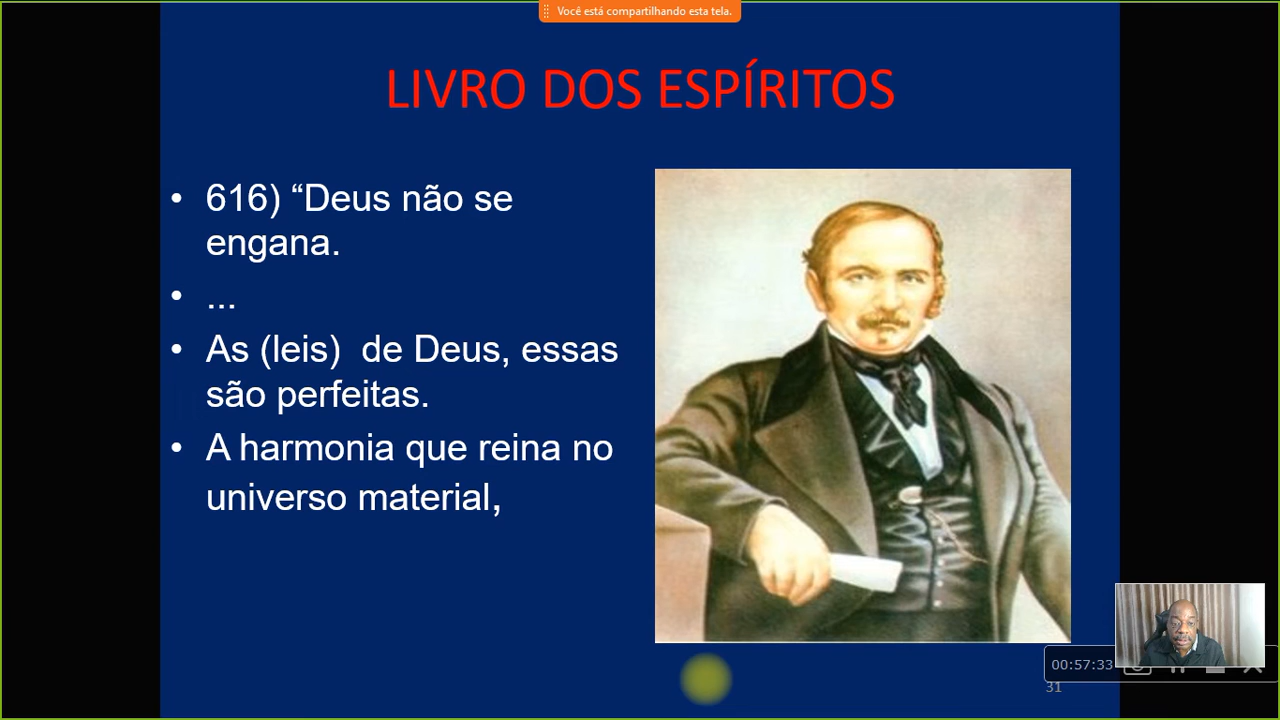 Você está compartilhando esta tela.
LIVRO DOS ESPÍRITOS
• 616) “Deus não se
engana.
• ...
• As (leis) de Deus, essas
são perfeitas.
• A harmonia que reina no
universo material,
00:57:33
31